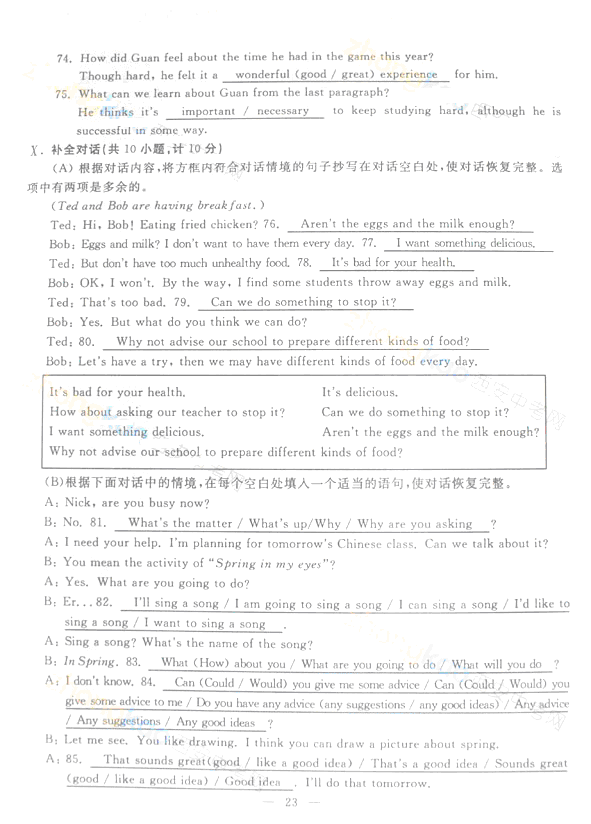 74. How did Guan feel about the time he had in the game this year?
Though hard, he felt it a wonderful (good / great) experience for him.
75. What can we learn about Guan from the last paragraph?
He thinks it's important / necessary to keep studying hard, although he is
successful in some way.
X. 补全对话(共 10 小题,计 10 分)
(A) 根据对话内容,将方框内符合对话情境的句子抄写在对话空白处,使对话恢复完整。选
项中有两项是多余的。
(Ted and Bob are having breakfast.)
Ted: Hi, Bob! Eating fried chicken? 76. Aren't the eggs and the milk enough?
Bob: Eggs and milk? I don't want to have them every day. 77. I want something delicious.
Ted: But don't have too much unhealthy food. 78. It's bad for your health.
Bob: OK, I won't. By the way, I find some students throw away eggs and milk.
Ted: That's too bad. 79. Can we do something to stop it?
Bob: Yes. But what do you think we can do?
Ted: 80. Why not advise our school to prepare different kinds of food?
Bob: Let's have a try, then we may have different kinds of food every day.
It's bad for your health. It's delicious.
How about asking our teacher to stop it? Can we do something to stop it?
I want something delicious. Aren't the eggs and the milk enough?
Why not advise our school to prepare different kinds of food?
(B)根据下面对话中的情境,在每个空白处填入一个适当的语句,使对话恢复完整。
A: Nick, are you busy now?
B: No. 81. What's the matter / What's up/Why / Why are you asking ?
A: I need your help. I'm planning for tomorrow's Chinese class. Can we talk about it?
B: You mean the activity of "Spring in my eyes"?
A: Yes. What are you going to do?
B: Er... 82. I'll sing a song / I am going to sing a song / I can sing a song / I'd like to
sing a song / I want to sing a song .
A: Sing a song? What's the name of the song?
B: In Spring. 83. What (How) about you / What are you going to do / What will you do ?
A: I don't know. 84. Can (Could / Would) you give me some advice / Can (Could / Would) you
give some advice to me / Do you have any advice (any suggestions / any good ideas) / Any advice
/ Any suggestions / Any good ideas ?
B: Let me see. You like drawing. I think you can draw a picture about spring.
A: 85. That sounds great(good / like a good idea) / That's a good idea / Sounds great
(good / like a good idea) / Good idea . I'll do that tomorrow.
— 23 —